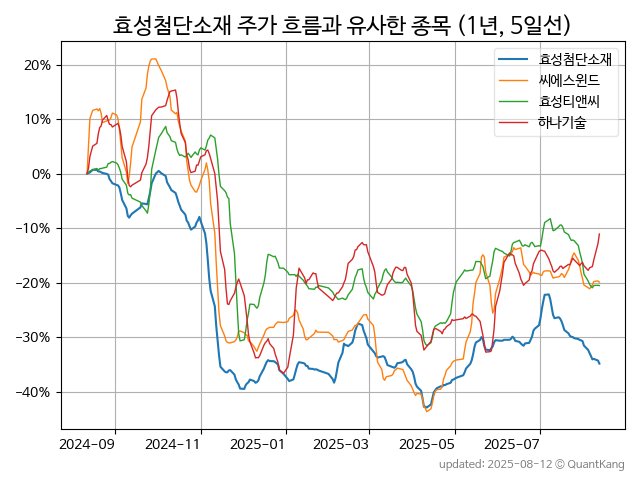 효성첨단소재 주가 흐름과 유사한 종목 (1년, 5일선)
효성첨단소재
씨에스윈드
효성티앤씨
하나기술
20%
10%
0%
−10%
−20%
−30%
−40%
2024-09 2024-11 2025-01 2025-03 2025-05 2025-07
updated: 2025-08-12 © QuantKang